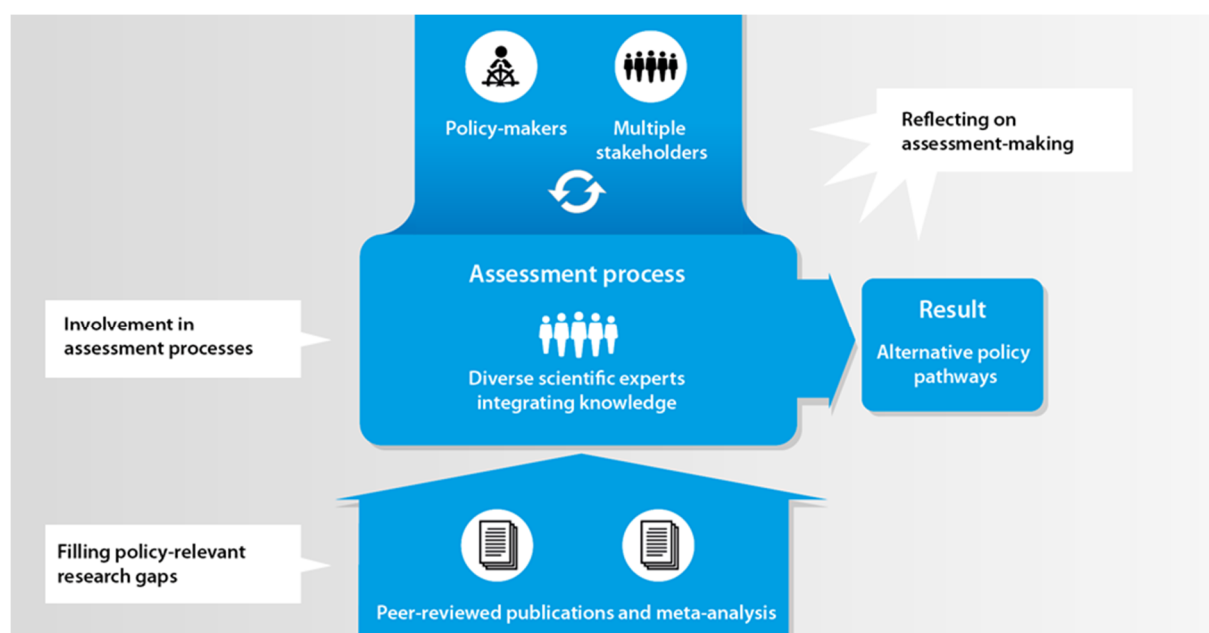 Policy-makers
Multiple
stakeholders
Reflecting on
assessment-making
Assessment process
Diverse scientific experts
integrating knowledge
Result
Alternative policy
pathways
Involvement in
assessment processes
Filling policy-relevant
research gaps
Peer-reviewed publications and meta-analysis